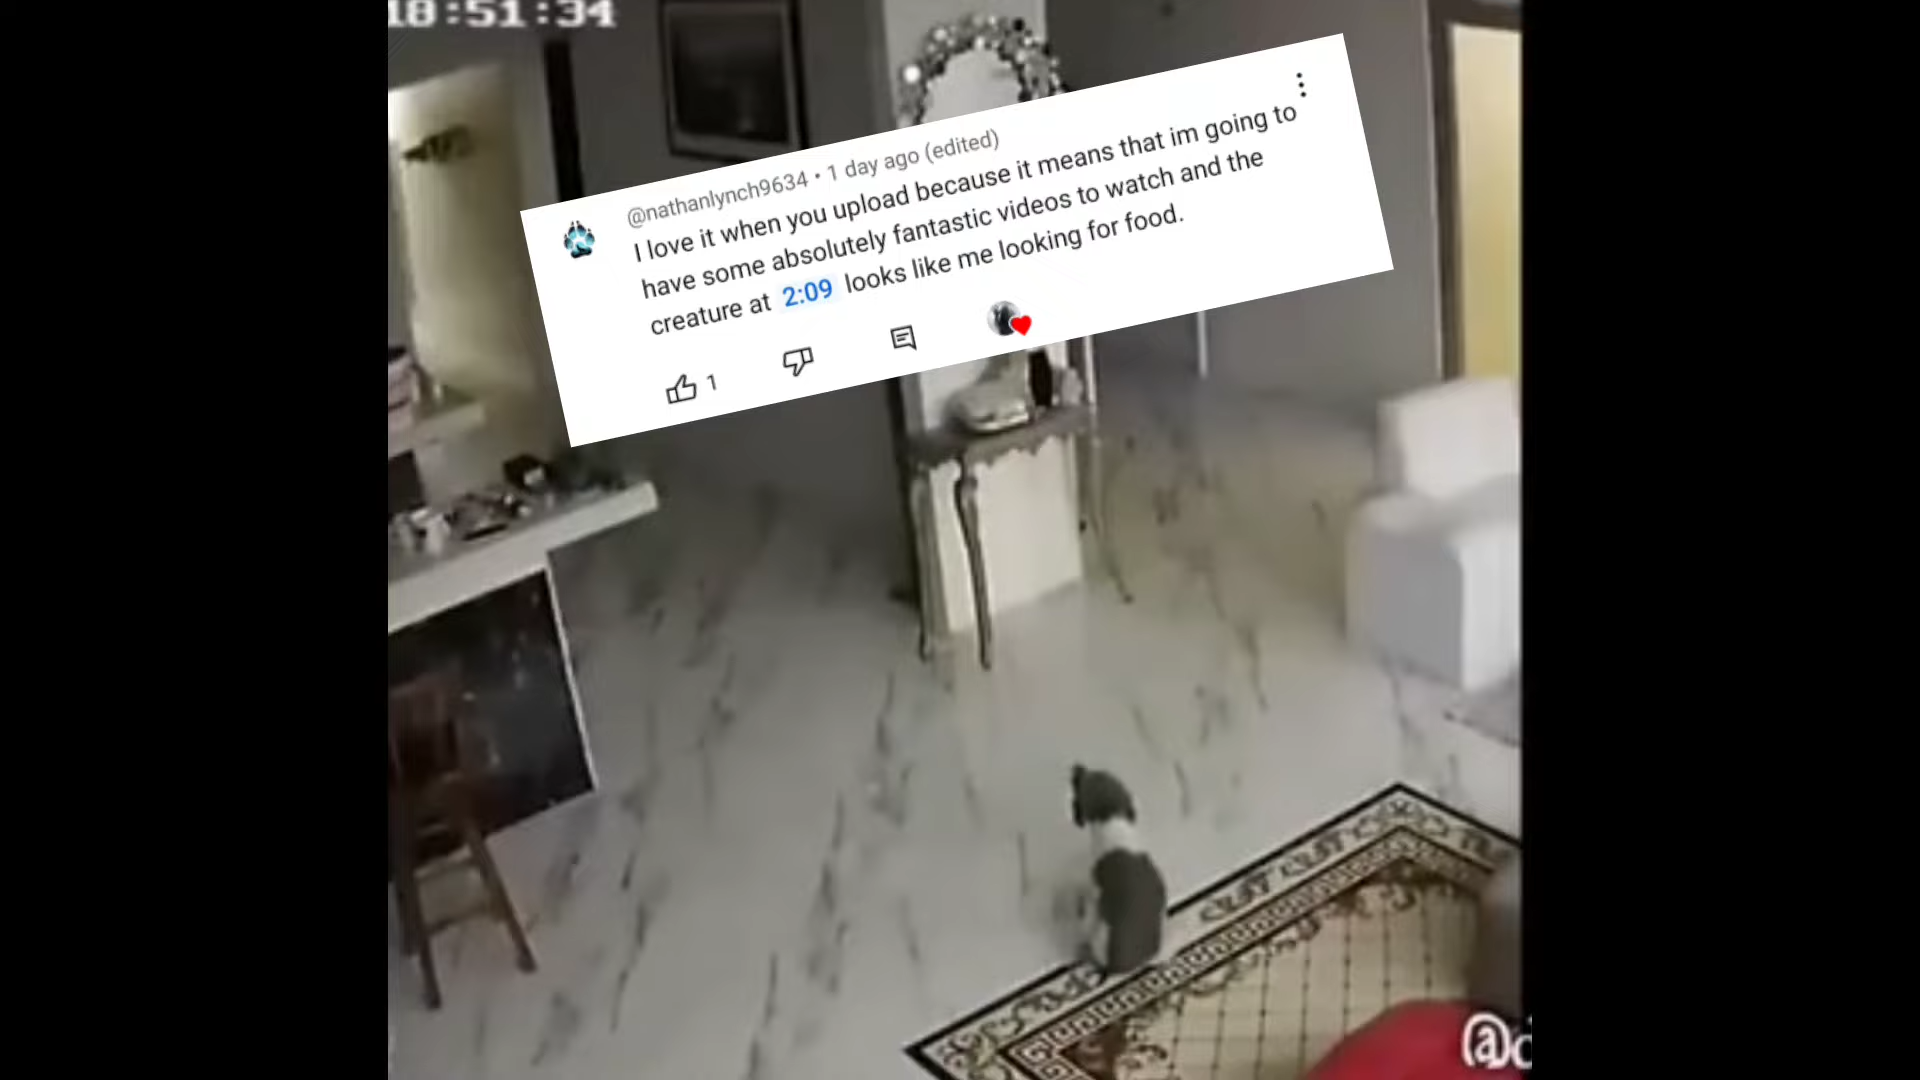 18:51:34
@nathanlynch9634 • 1 day ago (edited)
I love it when you upload because it means that im going to
have some absolutely fantastic videos to watch and the
creature at 2:09 looks like me looking for food.
1
@